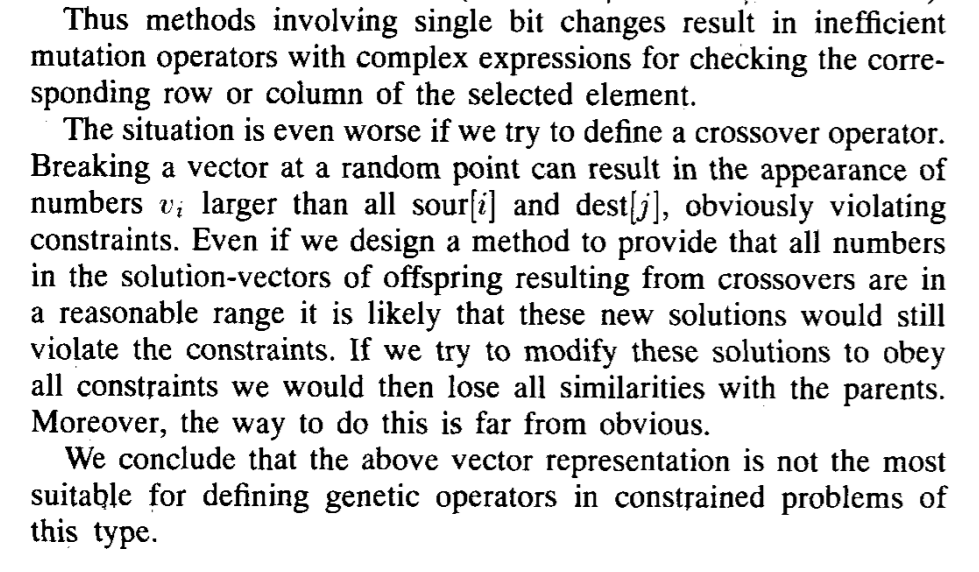 Thus methods involving single bit changes result in inefficient
mutation operators with complex expressions for checking the corre-
sponding row or column of the selected element.
The situation is even worse if we try to define a crossover operator.
Breaking a vector at a random point can result in the appearance of
numbers v_i larger than all sour[i] and dest[j], obviously violating
constraints. Even if we design a method to provide that all numbers
in the solution-vectors of offspring resulting from crossovers are in
a reasonable range it is likely that these new solutions would still
violate the constraints. If we try to modify these solutions to obey
all constraints we would then lose all similarities with the parents.
Moreover, the way to do this is far from obvious.
We conclude that the above vector representation is not the most
suitable for defining genetic operators in constrained problems of
this type.